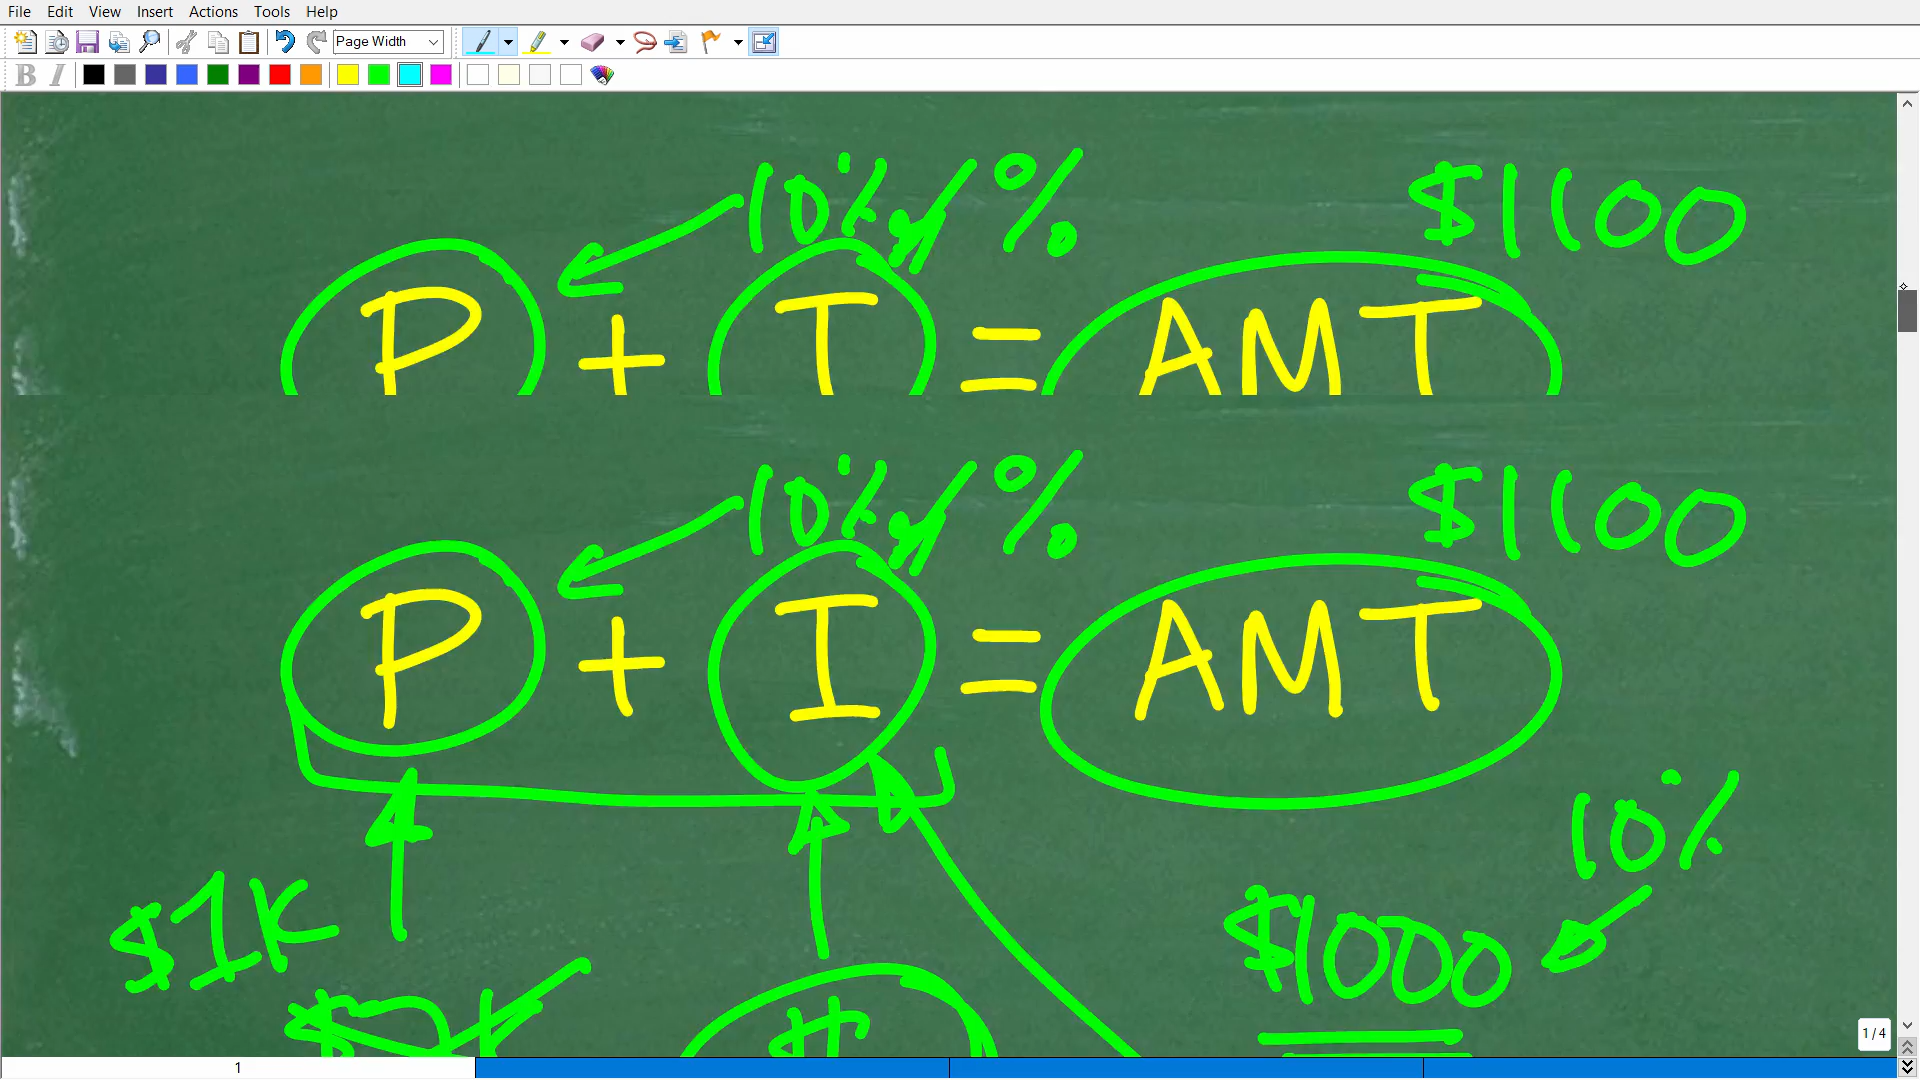 File Edit View Insert Actions Tools Help
Page Width
B I
10% % $1100
P + I = AMT
10% % $1100
P + I = AMT
10%
$1K $1000
$
1/4
1